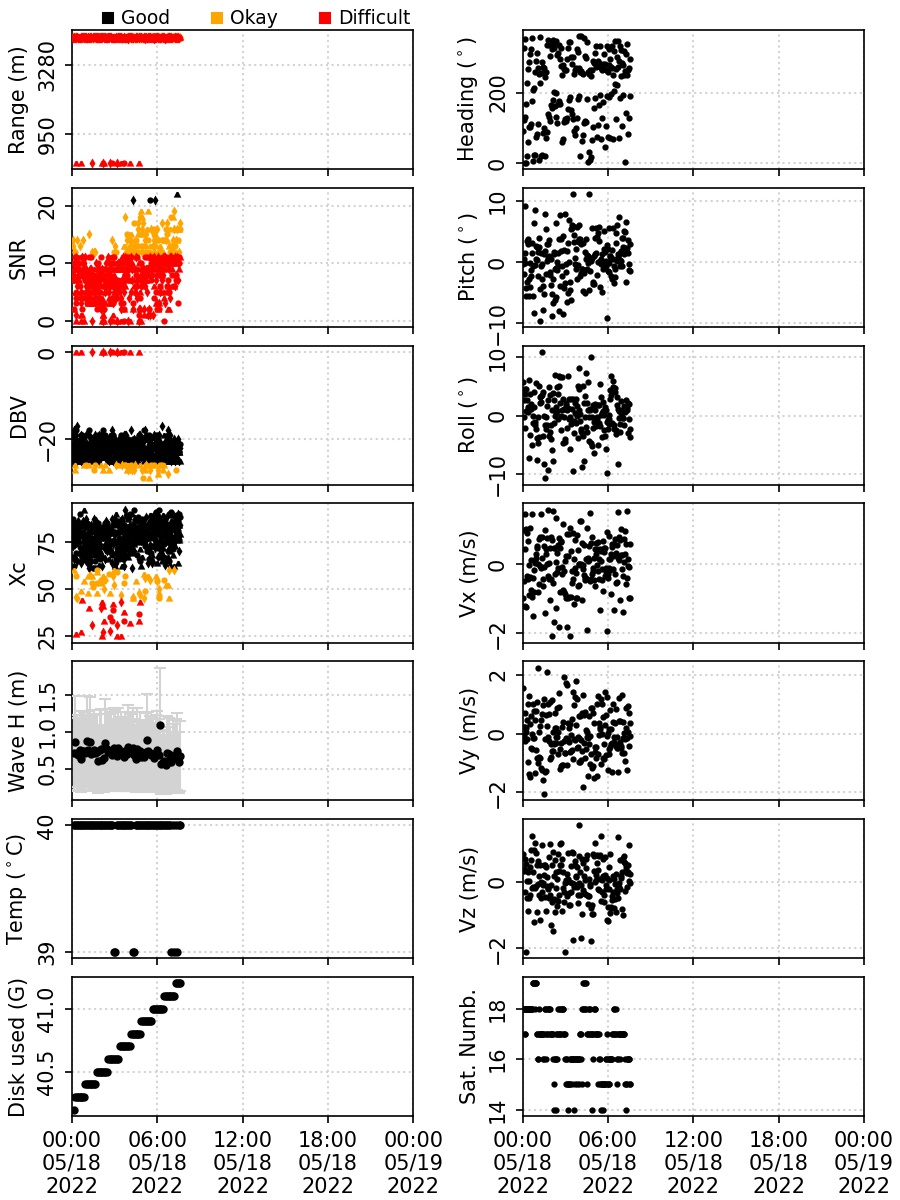 Good Okay Difficult
Range (m)
3280
950
Heading (°)
200
0
SNR
20
10
0
Pitch (°)
10
0
−10
DBV
0
−20
Roll (°)
10
0
−10
Xc
75
50
25
Vx (m/s)
0
−2
Wave H (m)
1.5
1.0
0.5
Vy (m/s)
2
0
−2
Temp (°C)
40
39
Vz (m/s)
0
−2
Disk used (G)
41.0
40.5
Sat. Numb.
18
16
14
00:00 06:00 12:00 18:00 00:00
05/18 05/18 05/18 05/18 05/19
2022 2022 2022 2022 2022
00:00 06:00 12:00 18:00 00:00
05/18 05/18 05/18 05/18 05/19
2022 2022 2022 2022 2022